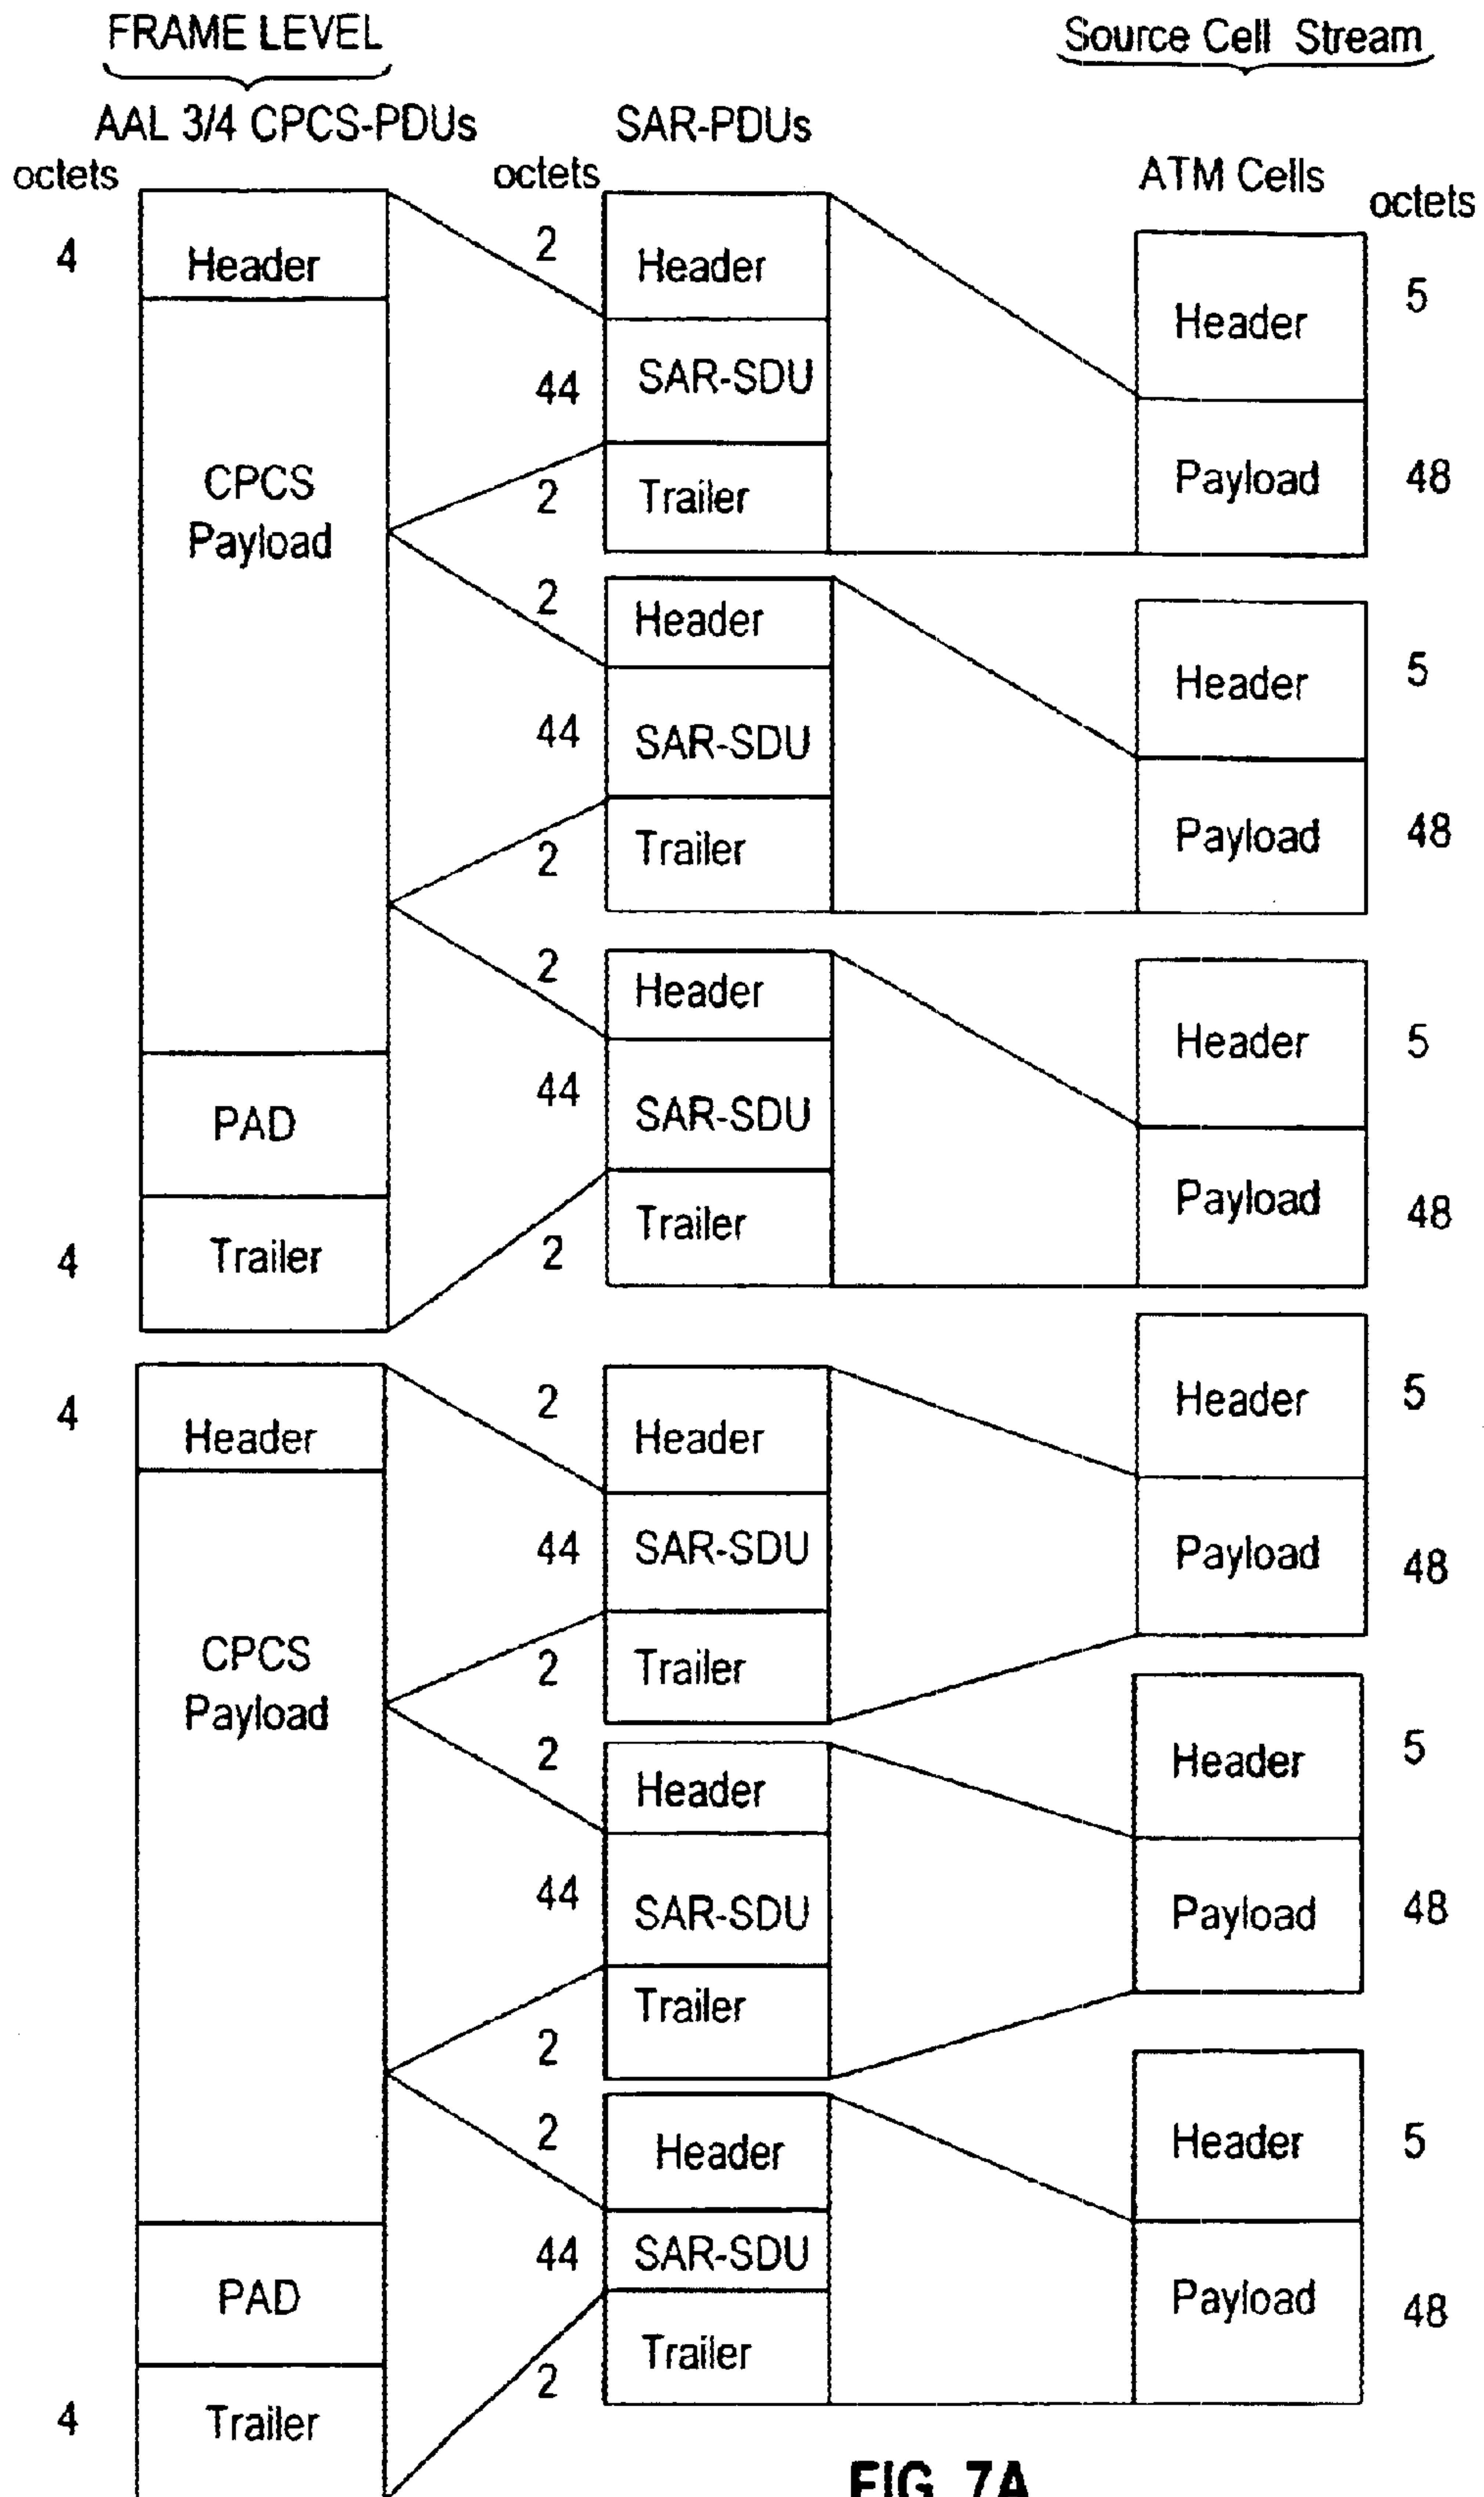 FRAME LEVEL
Source Cell Stream
AAL 3/4 CPCS-PDUs
SAR-PDUs
octets
octets
ATM Cells
octets
4
Header
2
Header
5
Header
44
SAR-SDU
CPCS
Payload
2
Trailer
Payload
48
2
Header
5
Header
44
SAR-SDU
2
Trailer
Payload
48
2
Header
5
Header
44
SAR-SDU
PAD
2
Trailer
Payload
48
4
Trailer
4
Header
2
Header
Header
5
44
SAR-SDU
Payload
48
CPCS
Payload
2
Trailer
2
Header
Header
5
44
SAR-SDU
Payload
48
2
Trailer
2
Header
Header
5
44
SAR-SDU
PAD
Payload
48
2
Trailer
4
Trailer
FIG. 7A